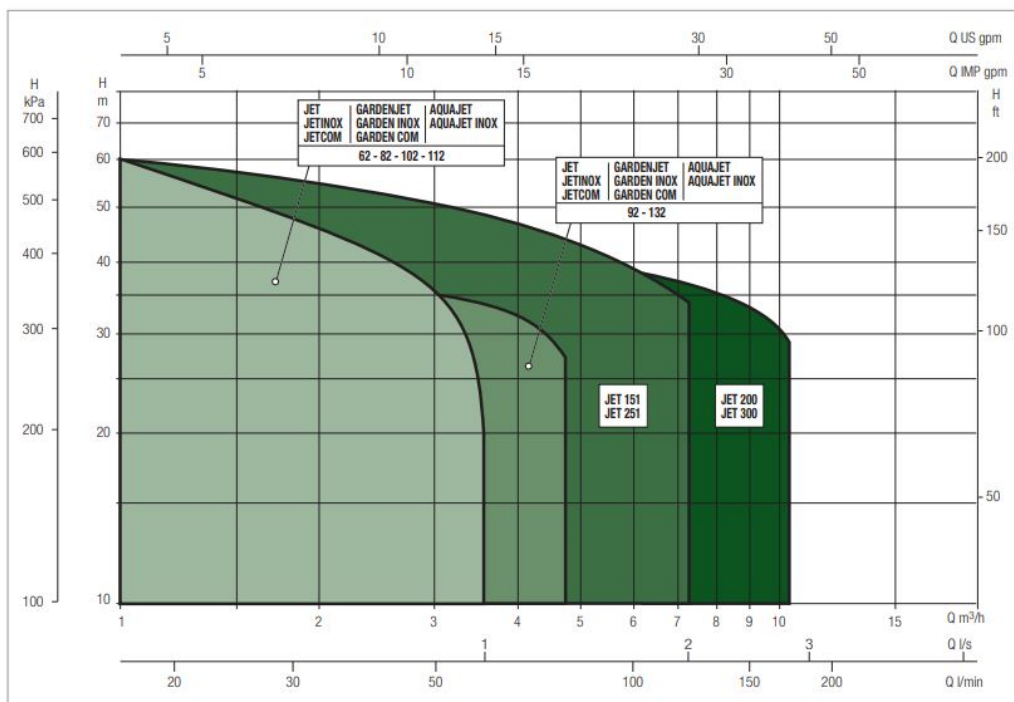 5 10 15 30 50 Q US gpm
5 10 15 30 50 Q IMP gpm
H
kPa
H
m
H
ft
700
600
500
400
300
200
100
70
60
50
40
30
20
10
200
150
100
50
JET GARDENJET AQUAJET
JETINOX GARDEN INOX AQUAJET INOX
JETCOM GARDEN COM
62 - 82 - 102 - 112
JET GARDENJET AQUAJET
JETINOX GARDEN INOX AQUAJET INOX
JETCOM GARDEN COM
92 - 132
JET 151
JET 251
JET 200
JET 300
1 2 3 4 5 6 7 8 9 10 15 Q m³/h
1 2 3 Q l/s
20 30 50 100 150 200 Q l/min